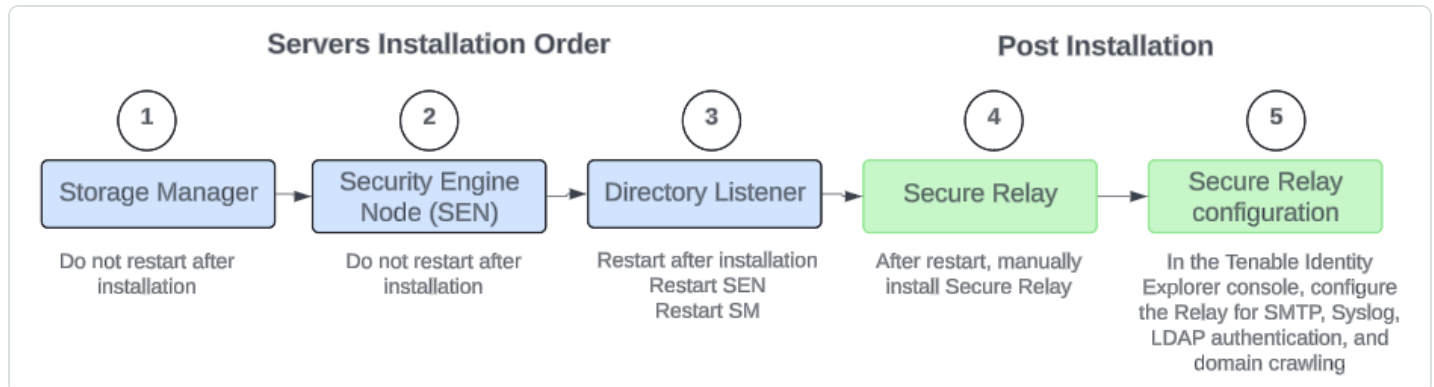 Servers Installation Order
Post Installation
1
2
3
4
5
Storage Manager
Security Engine
Node (SEN)
Directory Listener
Secure Relay
Secure Relay
configuration
Do not restart after
installation
Do not restart after
installation
Restart after installation
Restart SEN
Restart SM
After restart, manually
install Secure Relay
In the Tenable Identity
Explorer console, configure
the Relay for SMTP, Syslog,
LDAP authentication, and
domain crawling